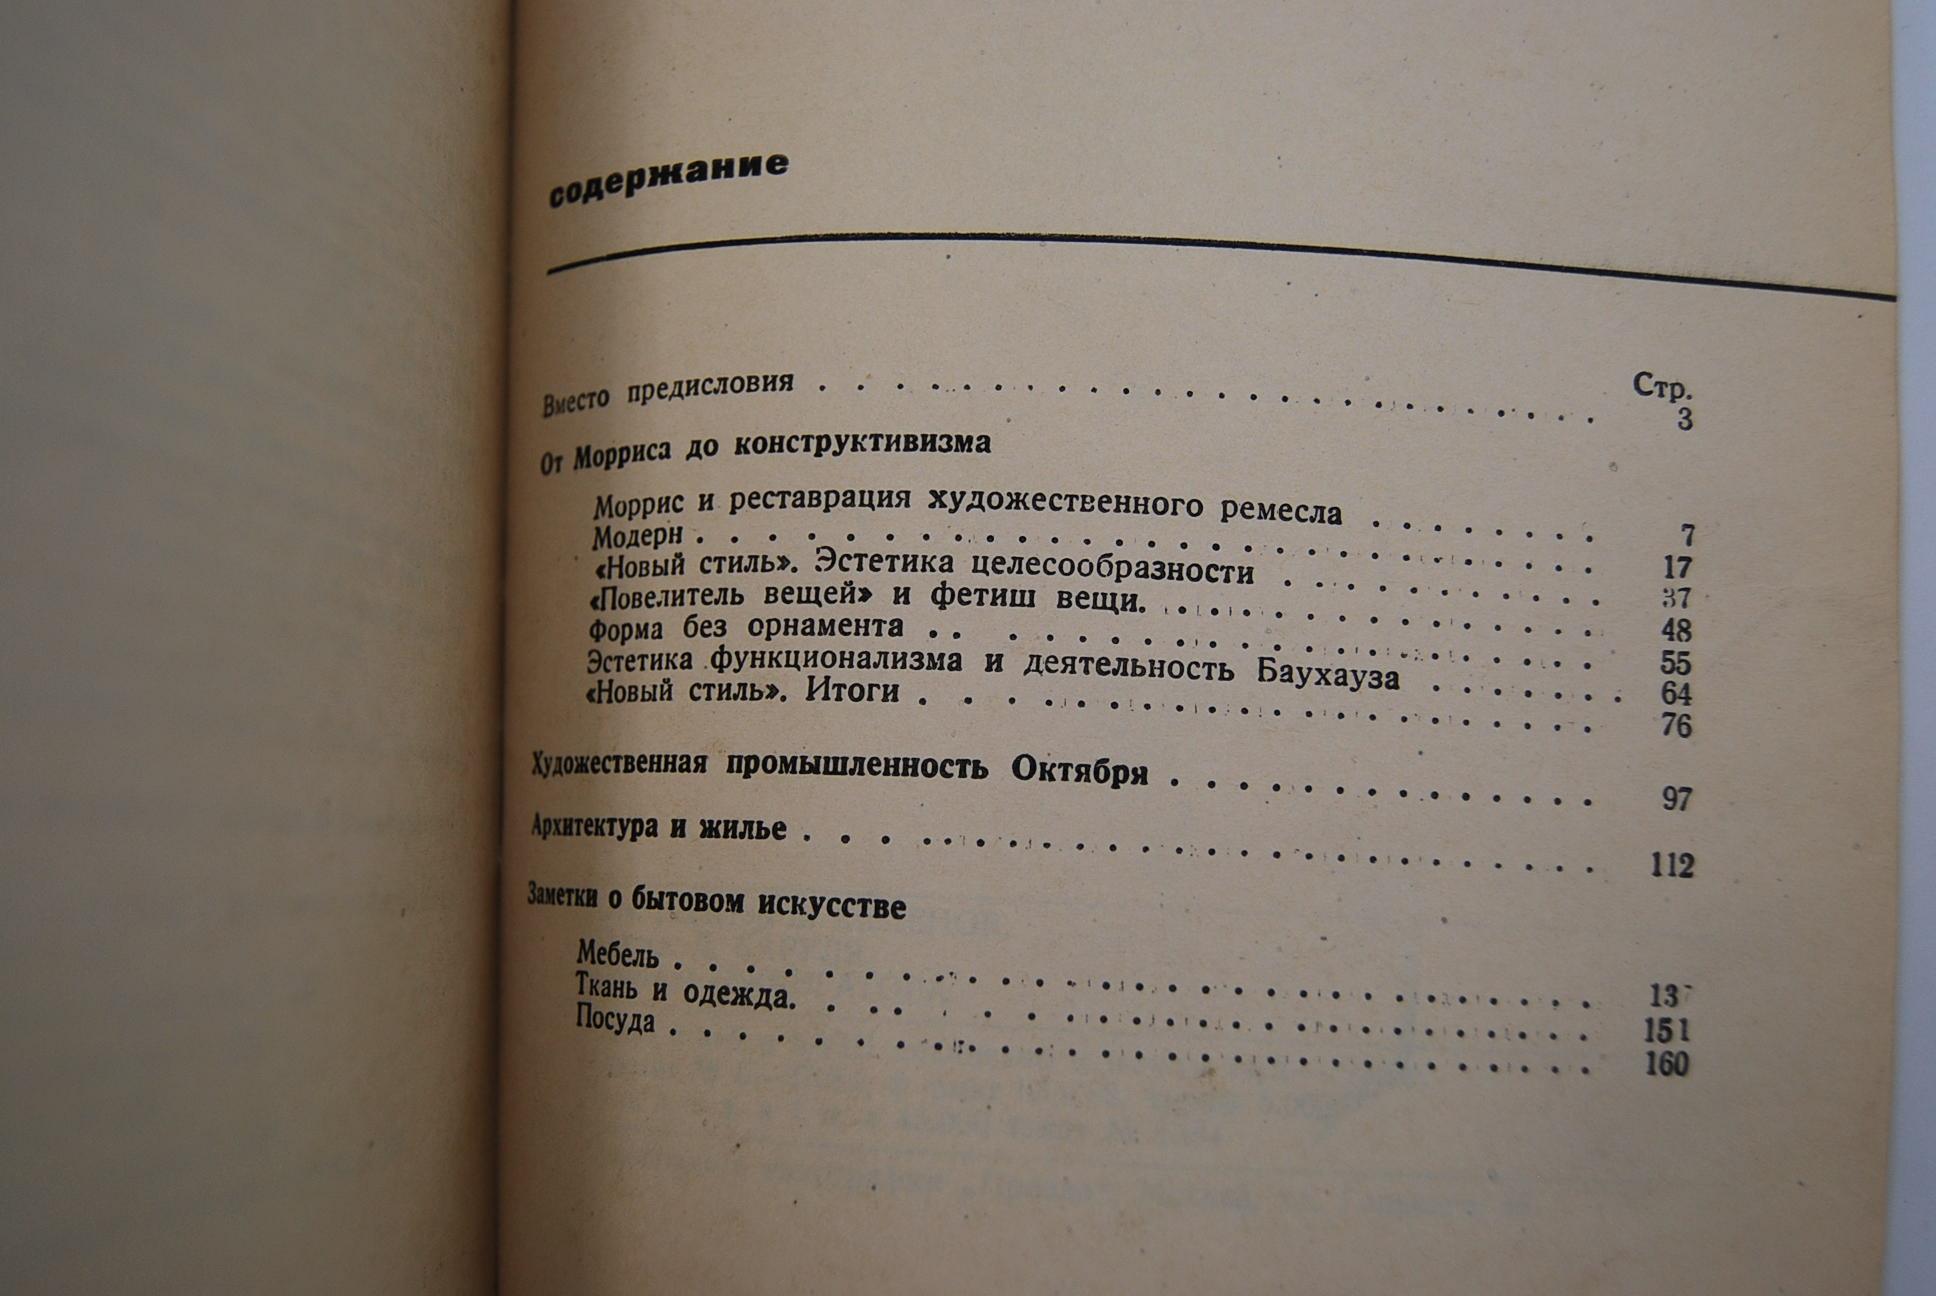 содержание
Стр.
Вместо предисловия . . . . . . . . . . . . . . . . . . . . . 3
От Морриса до конструктивизма
Моррис и реставрация художественного ремесла . . . . . . . 7
Модерн . . . . . . . . . . . . . . . . . . . . . . . . 17
«Новый стиль». Эстетика целесообразности . . . . . . . . . 37
«Повелитель вещей» и фетиш вещи. . . . . . . . . . . . . 48
Форма без орнамента . . . . . . . . . . . . . . . . . . 55
Эстетика функционализма и деятельность Баухауза . . . . . . 64
«Новый стиль». Итоги . . . . . . . . . . . . . . . . . . 76
Художественная промышленность Октября . . . . . . . . . . . . 97
Архитектура и жилье . . . . . . . . . . . . . . . . . . . . . 112
Заметки о бытовом искусстве
Мебель . . . . . . . . . . . . . . . . . . . . . . . .
Ткань и одежда. . . . . . . . . . . . . . . . . . . . . 151
Посуда . . . . . . . . . . . . . . . . . . . . . . . . 160